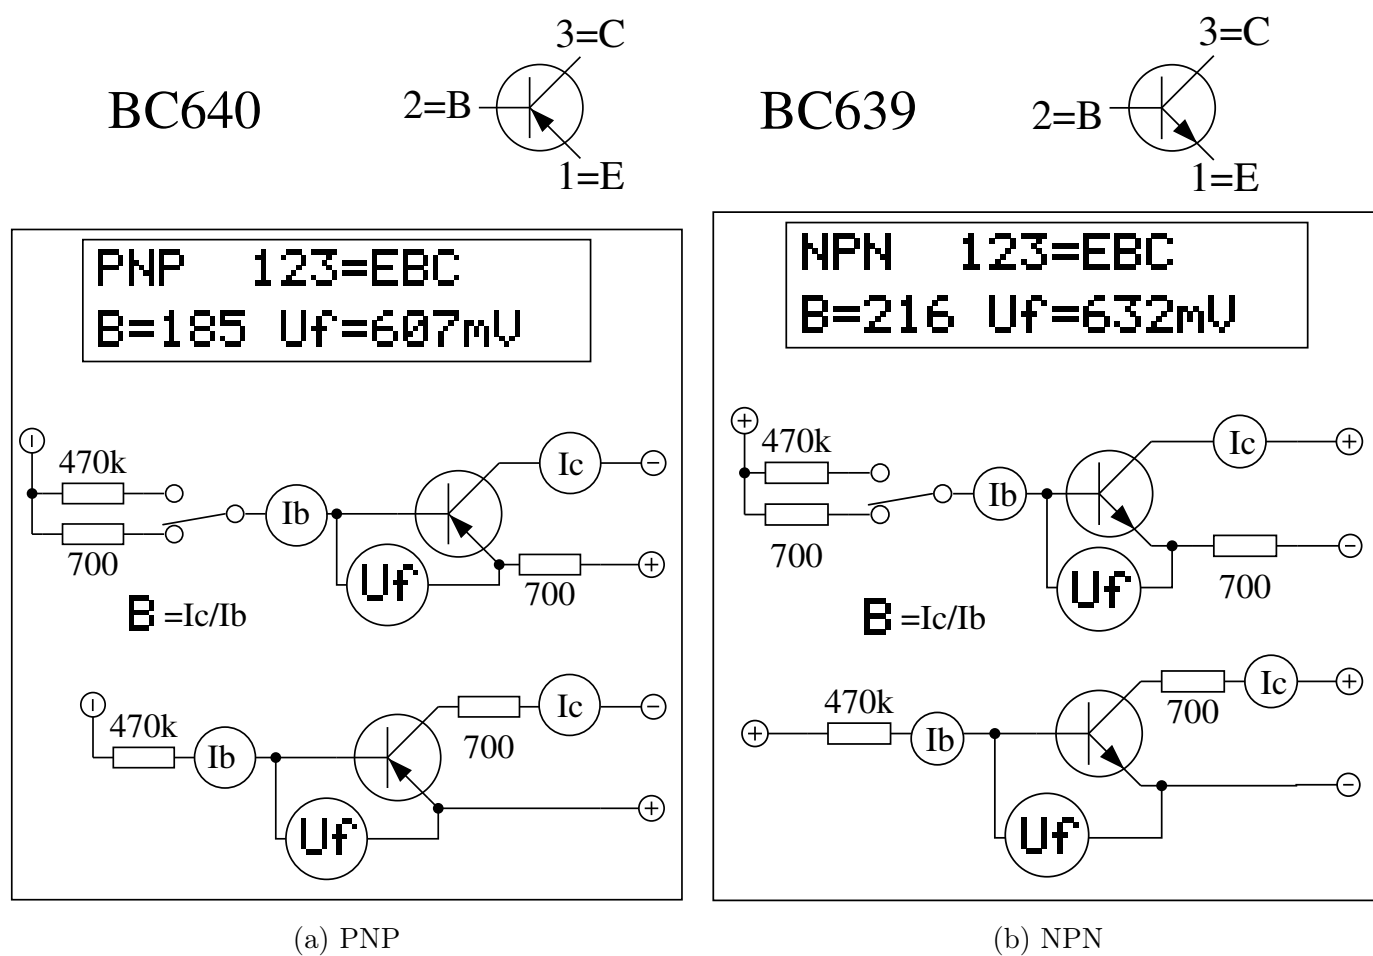 BC640
3=C
2=B
1=E
BC639
3=C
2=B
1=E
PNP 123=EBC
B=185 Uf=607mV
470k
700
Ib
Ic
Uf
700
B =Ic/Ib
470k
Ib
700
Ic
Uf
(a) PNP
NPN 123=EBC
B=216 Uf=632mV
470k
700
Ib
Ic
Uf
700
B =Ic/Ib
470k
Ib
700
Ic
Uf
(b) NPN